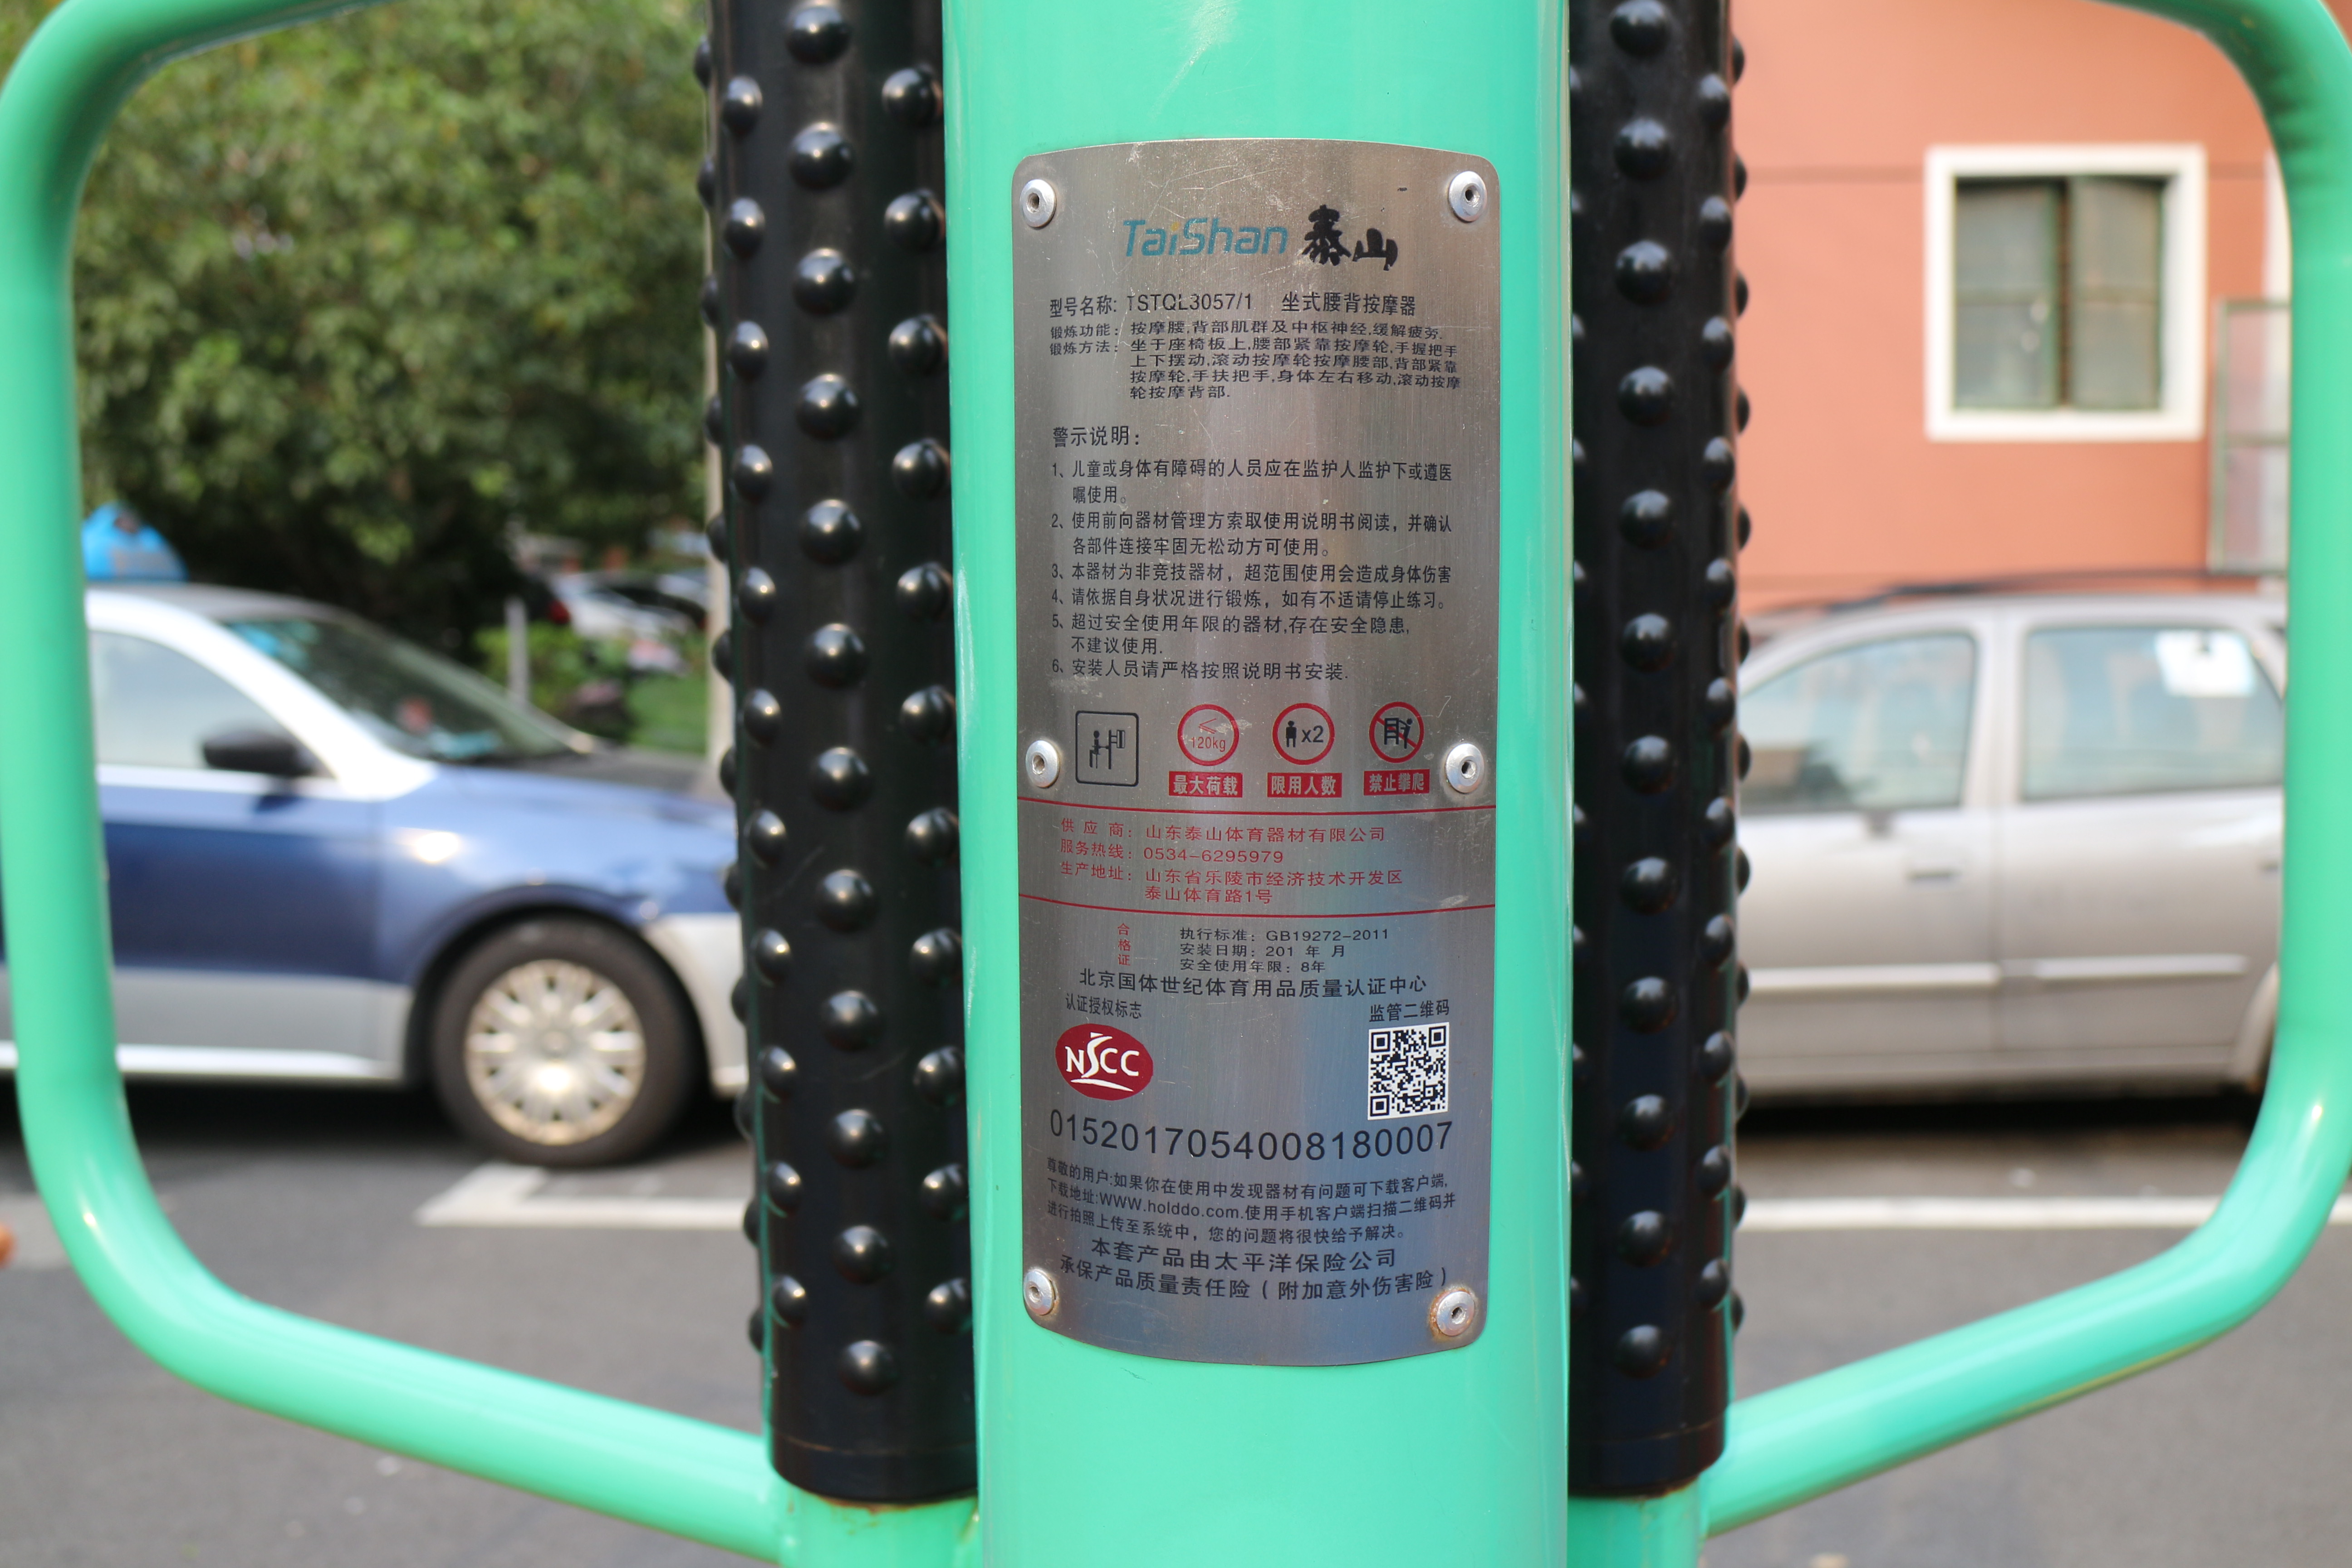 TaiShan 泰山
型号名称: TSTQL3057/1 坐式腰背按摩器
锻炼功能: 按摩腰,背部肌群及中枢神经,缓解疲劳.
锻炼方法: 坐于座椅板上,腰部紧靠按摩轮,手握把手
上下摆动,滚动按摩轮按摩腰部,背部紧靠
按摩轮,手扶把手,身体左右移动,滚动按摩
轮按摩背部.
警示说明:
1、儿童或身体有障碍的人员应在监护人监护下或遵医
嘱使用。
2、使用前向器材管理方索取使用说明书阅读，并确认
各部件连接牢固无松动方可使用。
3、本器材为非竞技器材，超范围使用会造成身体伤害
4、请依据自身状况进行锻炼，如有不适请停止练习。
5、超过安全使用年限的器材,存在安全隐患,
不建议使用.
6、安装人员请严格按照说明书安装.
≤
120kg
x2
最大荷载 限用人数 禁止攀爬
供应商: 山东泰山体育器材有限公司
服务热线: 0534-6295979
生产地址: 山东省乐陵市经济技术开发区
泰山体育路1号
合格证
执行标准: GB19272-2011
安装日期: 201 年 月
安全使用年限: 8年
北京国体世纪体育用品质量认证中心
认证授权标志 监管二维码
NSCC
0152017054008180007
尊敬的用户:如果你在使用中发现器材有问题可下载客户端,
下载地址:WWW.holddo.com.使用手机客户端扫描二维码并
进行拍照上传至系统中，您的问题将很快给予解决。
本套产品由太平洋保险公司
承保产品质量责任险（附加意外伤害险）